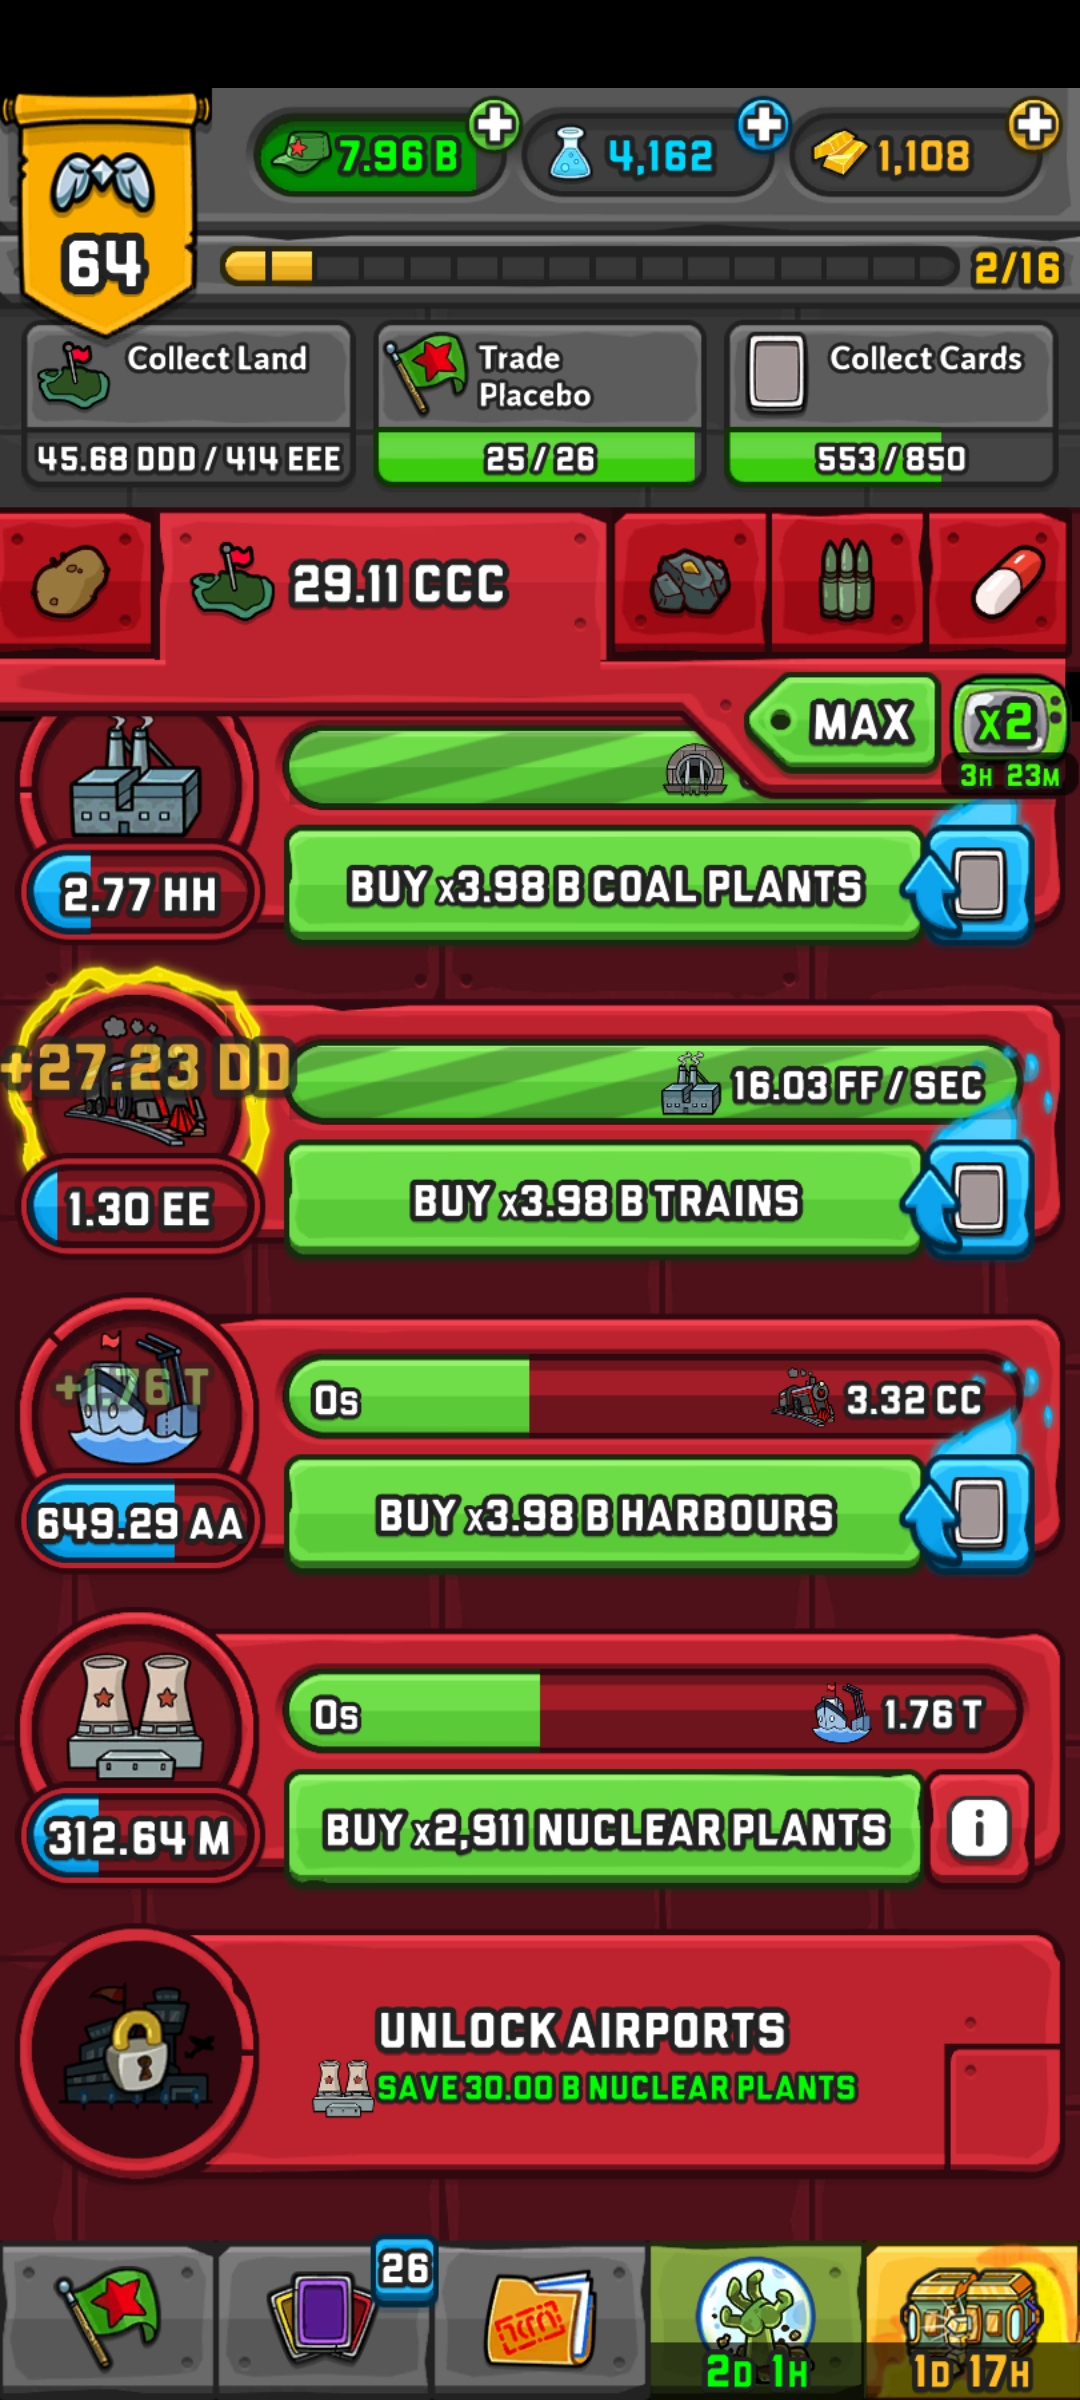 64
7.96 B
4,162
1,108
2/16
Collect Land
45.68 DDD / 414 EEE
Trade
Placebo
25 / 26
Collect Cards
553 / 850
29.11 CCC
MAX
x2
3H 23M
2.77 HH
BUY x3.98 B COAL PLANTS
+27.23 DD
16.03 FF / SEC
1.30 EE
BUY x3.98 B TRAINS
+1.76 T
0s
3.32 CC
649.29 AA
BUY x3.98 B HARBOURS
0s
1.76 T
312.64 M
BUY x2,911 NUCLEAR PLANTS
i
UNLOCK AIRPORTS
SAVE 30.00 B NUCLEAR PLANTS
26
2D 1H
1D 17H